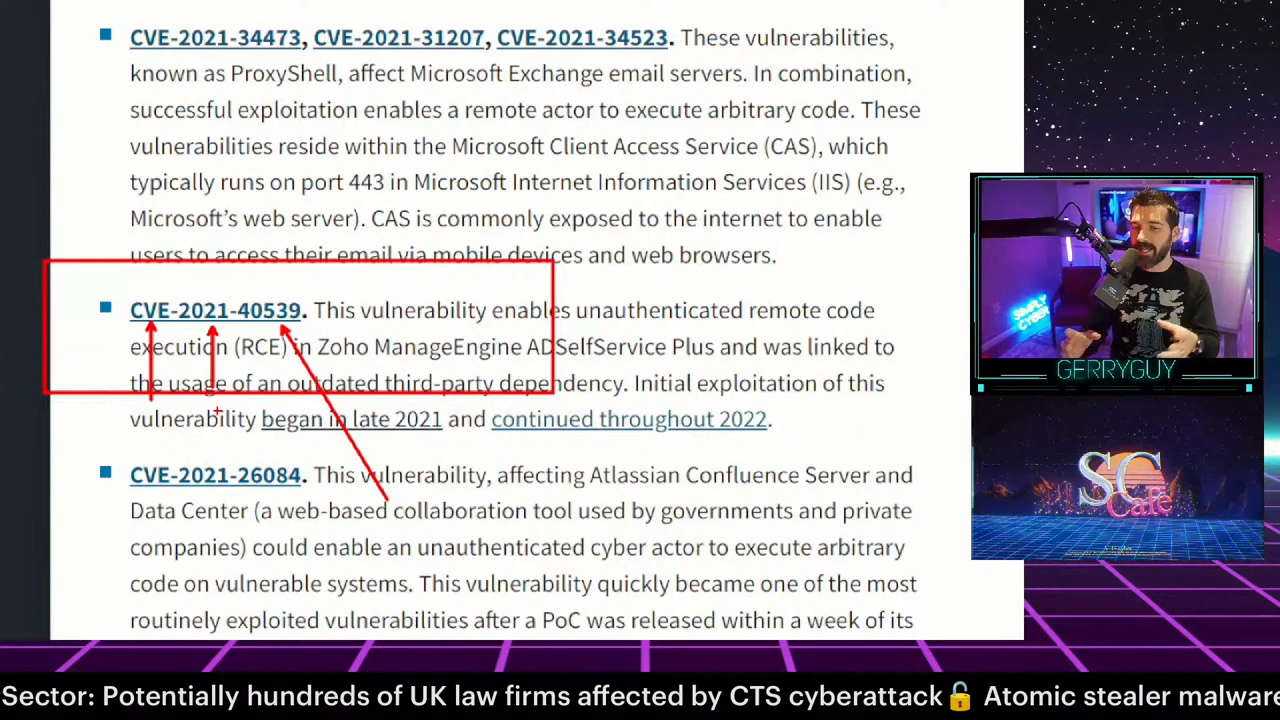 CVE-2021-34473, CVE-2021-31207, CVE-2021-34523. These vulnerabilities,
known as ProxyShell, affect Microsoft Exchange email servers. In combination,
successful exploitation enables a remote actor to execute arbitrary code. These
vulnerabilities reside within the Microsoft Client Access Service (CAS), which
typically runs on port 443 in Microsoft Internet Information Services (IIS) (e.g.,
Microsoft’s web server). CAS is commonly exposed to the internet to enable
users to access their email via mobile devices and web browsers.
CVE-2021-40539. This vulnerability enables unauthenticated remote code
execution (RCE) in Zoho ManageEngine ADSelfService Plus and was linked to
the usage of an outdated third-party dependency. Initial exploitation of this
vulnerability began in late 2021 and continued throughout 2022.
CVE-2021-26084. This vulnerability, affecting Atlassian Confluence Server and
Data Center (a web-based collaboration tool used by governments and private
companies) could enable an unauthenticated cyber actor to execute arbitrary
code on vulnerable systems. This vulnerability quickly became one of the most
routinely exploited vulnerabilities after a PoC was released within a week of its
SIMPLY
CYBER
GERRYGUY
SC
Cafe
Sector: Potentially hundreds of UK law firms affected by CTS cyberattack🔓 Atomic stealer malware